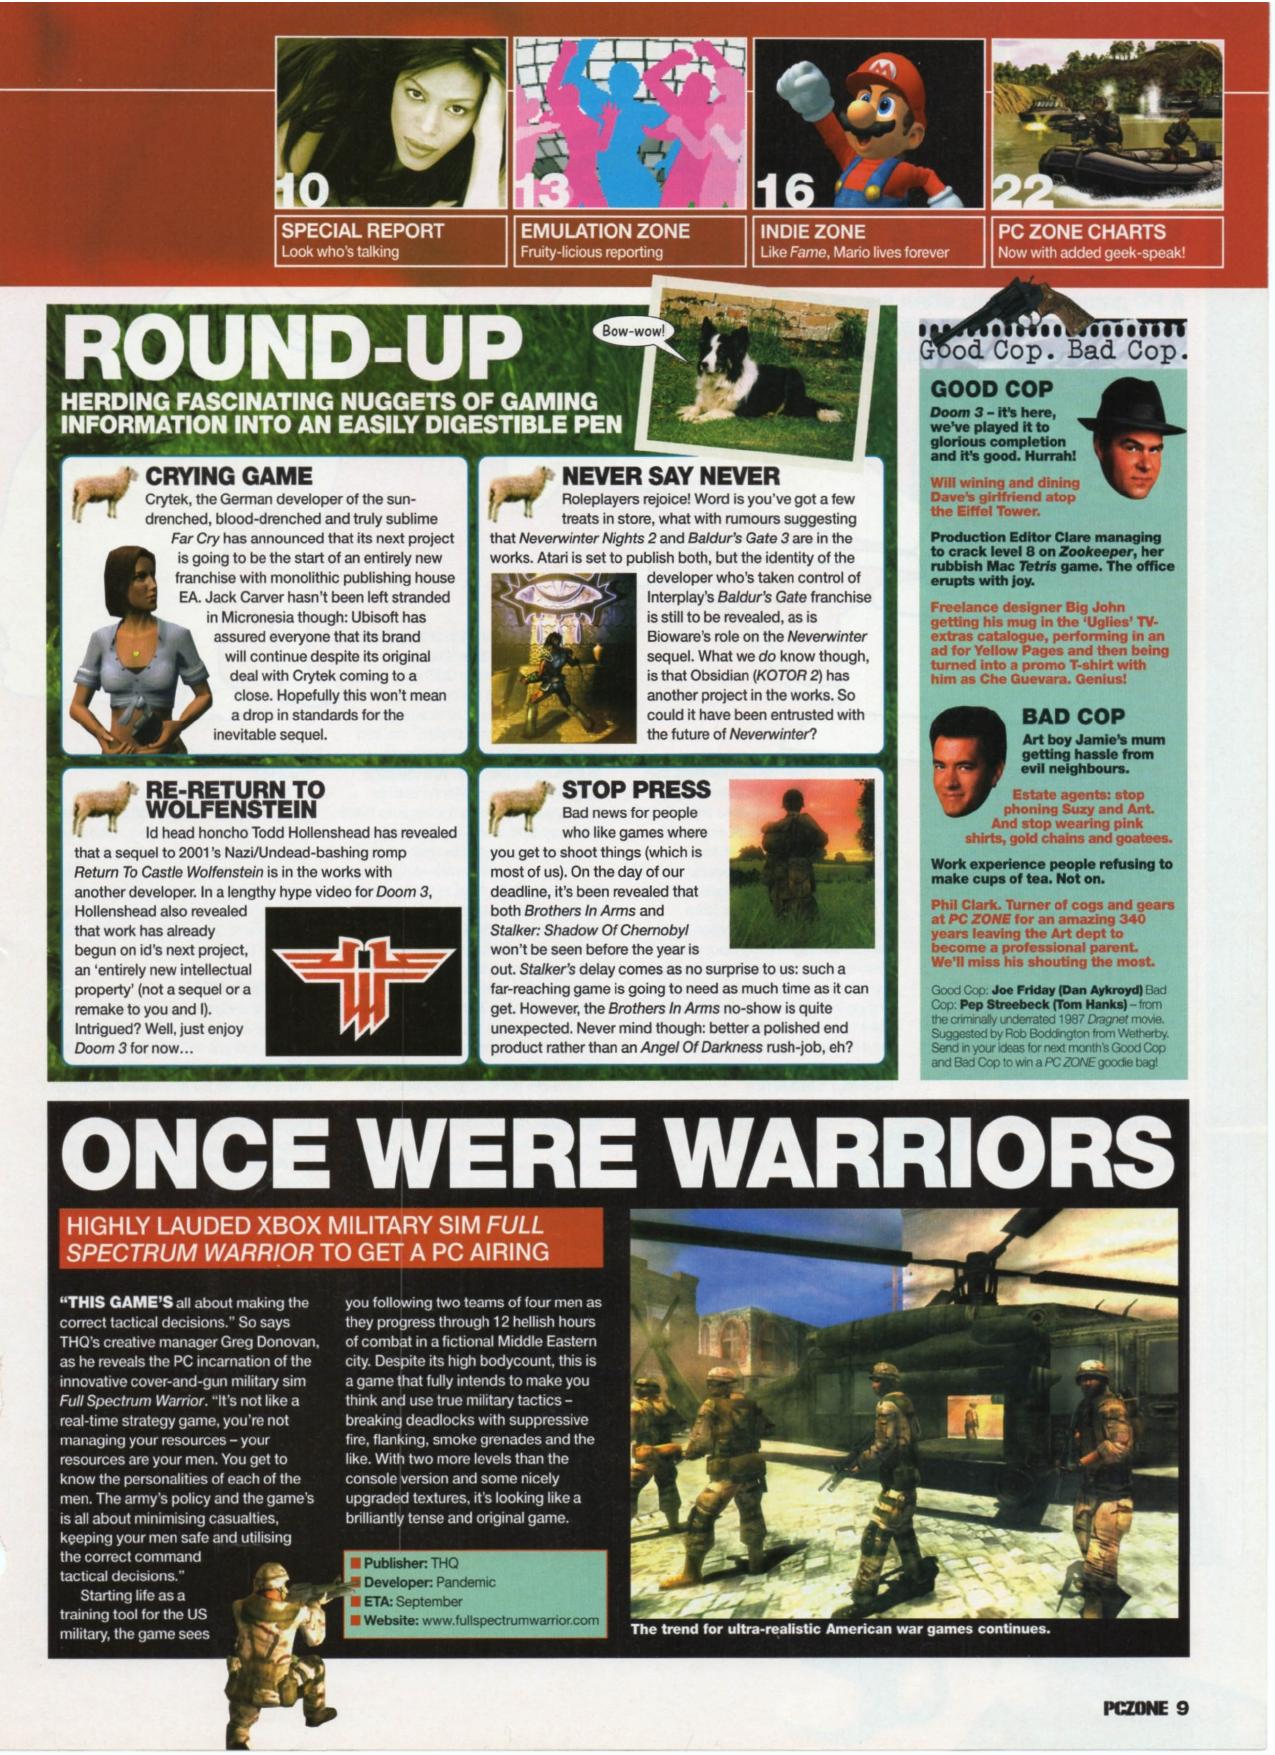 10
SPECIAL REPORT
Look who's talking
13
EMULATION ZONE
Fruity-licious reporting
16
INDIE ZONE
Like Fame, Mario lives forever
22
PC ZONE CHARTS
Now with added geek-speak!
ROUND-UP
HERDING FASCINATING NUGGETS OF GAMING
INFORMATION INTO AN EASILY DIGESTIBLE PEN
Bow-wow!
CRYING GAME
Crytek, the German developer of the sun-
drenched, blood-drenched and truly sublime
Far Cry has announced that its next project
is going to be the start of an entirely new
franchise with monolithic publishing house
EA. Jack Carver hasn't been left stranded
in Micronesia though: Ubisoft has
assured everyone that its brand
will continue despite its original
deal with Crytek coming to a
close. Hopefully this won't mean
a drop in standards for the
inevitable sequel.
NEVER SAY NEVER
Roleplayers rejoice! Word is you've got a few
treats in store, what with rumours suggesting
that Neverwinter Nights 2 and Baldur's Gate 3 are in the
works. Atari is set to publish both, but the identity of the
developer who's taken control of
Interplay's Baldur's Gate franchise
is still to be revealed, as is
Bioware's role on the Neverwinter
sequel. What we do know though,
is that Obsidian (KOTOR 2) has
another project in the works. So
could it have been entrusted with
the future of Neverwinter?
RE-RETURN TO
WOLFENSTEIN
Id head honcho Todd Hollenshead has revealed
that a sequel to 2001's Nazi/Undead-bashing romp
Return To Castle Wolfenstein is in the works with
another developer. In a lengthy hype video for Doom 3,
Hollenshead also revealed
that work has already
begun on id's next project,
an 'entirely new intellectual
property' (not a sequel or a
remake to you and I).
Intrigued? Well, just enjoy
Doom 3 for now...
STOP PRESS
Bad news for people
who like games where
you get to shoot things (which is
most of us). On the day of our
deadline, it's been revealed that
both Brothers In Arms and
Stalker: Shadow Of Chernobyl
won't be seen before the year is
out. Stalker's delay comes as no surprise to us: such a
far-reaching game is going to need as much time as it can
get. However, the Brothers In Arms no-show is quite
unexpected. Never mind though: better a polished end
product rather than an Angel Of Darkness rush-job, eh?
Good Cop. Bad Cop.
GOOD COP
Doom 3 – it's here,
we've played it to
glorious completion
and it's good. Hurrah!
Will wining and dining
Dave's girlfriend atop
the Eiffel Tower.
Production Editor Clare managing
to crack level 8 on Zookeeper, her
rubbish Mac Tetris game. The office
erupts with joy.
Freelance designer Big John
getting his mug in the 'Uglies' TV-
extras catalogue, performing in an
ad for Yellow Pages and then being
turned into a promo T-shirt with
him as Che Guevara. Genius!
BAD COP
Art boy Jamie's mum
getting hassle from
evil neighbours.
Estate agents: stop
phoning Suzy and Ant.
And stop wearing pink
shirts, gold chains and goatees.
Work experience people refusing to
make cups of tea. Not on.
Phil Clark. Turner of cogs and gears
at PC ZONE for an amazing 340
years leaving the Art dept to
become a professional parent.
We'll miss his shouting the most.
Good Cop: Joe Friday (Dan Aykroyd) Bad
Cop: Pep Streebeck (Tom Hanks) – from
the criminally underrated 1987 Dragnet movie.
Suggested by Rob Boddington from Wetherby.
Send in your ideas for next month's Good Cop
and Bad Cop to win a PC ZONE goodie bag!
ONCE WERE WARRIORS
HIGHLY LAUDED XBOX MILITARY SIM FULL
SPECTRUM WARRIOR TO GET A PC AIRING
"THIS GAME'S all about making the
correct tactical decisions." So says
THQ's creative manager Greg Donovan,
as he reveals the PC incarnation of the
innovative cover-and-gun military sim
Full Spectrum Warrior. "It's not like a
real-time strategy game, you're not
managing your resources – your
resources are your men. You get to
know the personalities of each of the
men. The army's policy and the game's
is all about minimising casualties,
keeping your men safe and utilising
the correct command
tactical decisions."
Starting life as a
training tool for the US
military, the game sees
you following two teams of four men as
they progress through 12 hellish hours
of combat in a fictional Middle Eastern
city. Despite its high bodycount, this is
a game that fully intends to make you
think and use true military tactics –
breaking deadlocks with suppressive
fire, flanking, smoke grenades and the
like. With two more levels than the
console version and some nicely
upgraded textures, it's looking like a
brilliantly tense and original game.
Publisher: THQ
Developer: Pandemic
ETA: September
Website: www.fullspectrumwarrior.com
The trend for ultra-realistic American war games continues.
PCZONE 9